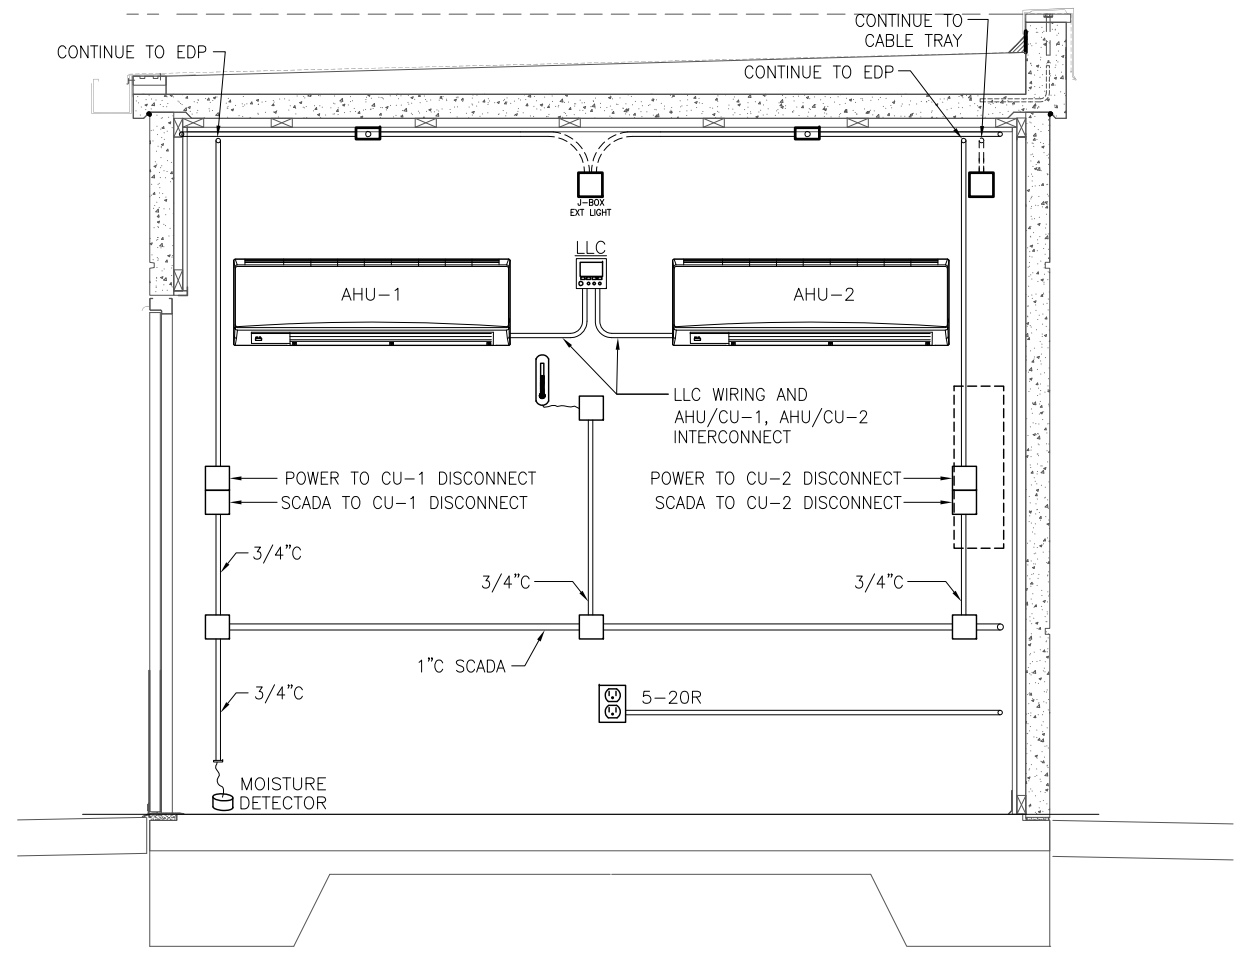 CONTINUE TO
CABLE TRAY
CONTINUE TO EDP
CONTINUE TO EDP
J-BOX
EXT LIGHT
LLC
AHU-1
AHU-2
LLC WIRING AND
AHU/CU-1, AHU/CU-2
INTERCONNECT
POWER TO CU-1 DISCONNECT
POWER TO CU-2 DISCONNECT
SCADA TO CU-1 DISCONNECT
SCADA TO CU-2 DISCONNECT
3/4"C
3/4"C
3/4"C
1"C SCADA
3/4"C
5-20R
MOISTURE
DETECTOR